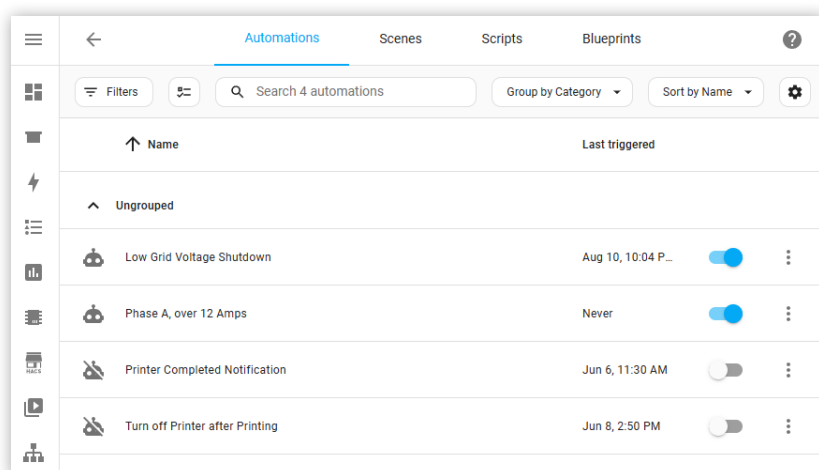 Automations Scenes Scripts Blueprints
Filters Search 4 automations Group by Category Sort by Name
Name Last triggered
Ungrouped
Low Grid Voltage Shutdown Aug 10, 10:04 P...
Phase A, over 12 Amps Never
Printer Completed Notification Jun 6, 11:30 AM
HACS
Turn off Printer after Printing Jun 8, 2:50 PM